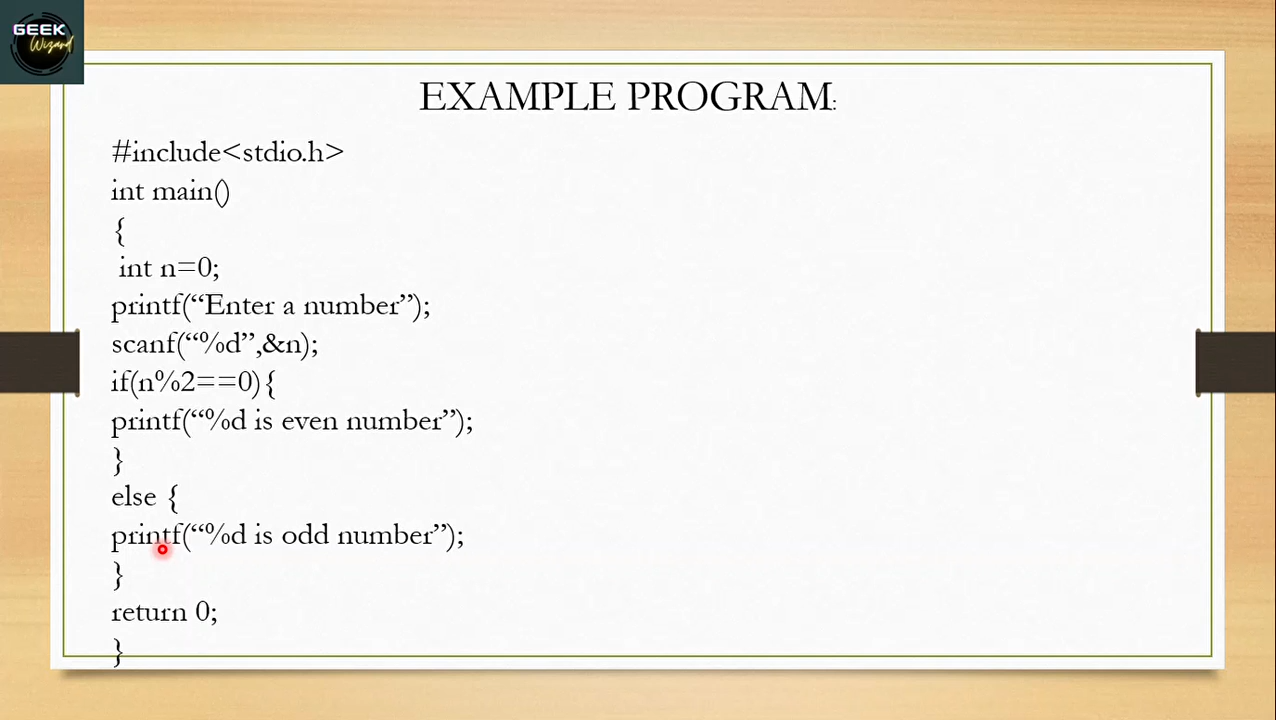 GEEK
Wizard
EXAMPLE PROGRAM:
#include<stdio.h>
int main()
{
int n=0;
printf(“Enter a number”);
scanf(“%d”,&n);
if(n%2==0){
printf(“%d is even number”);
}
else {
printf(“%d is odd number”);
}
return 0;
}